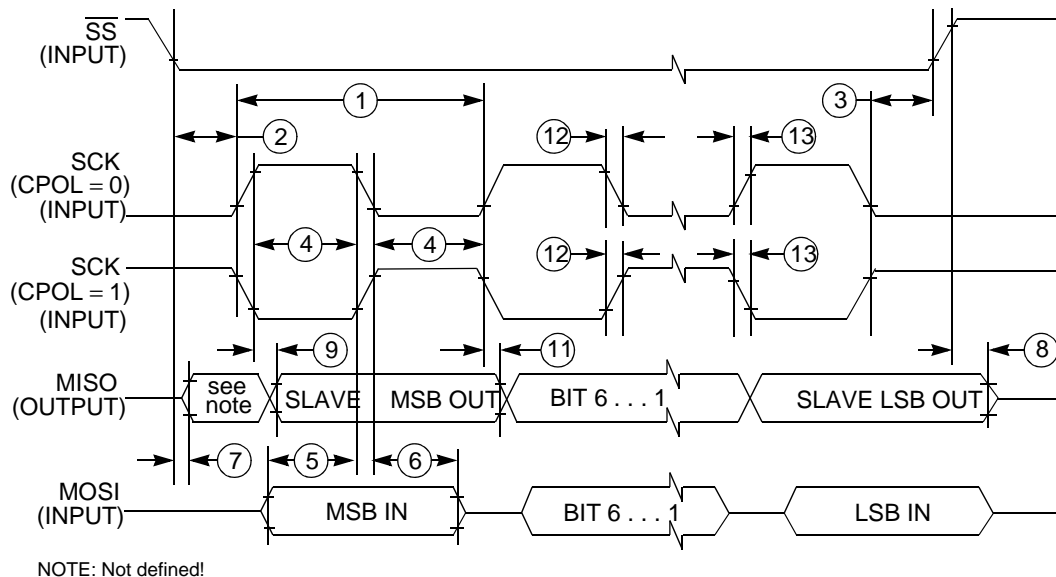 SS
(INPUT)
1
3
2
12
13
SCK
(CPOL = 0)
(INPUT)
4
4
SCK
(CPOL = 1)
(INPUT)
12
13
9
11
8
MISO
(OUTPUT)
see
note
SLAVE MSB OUT
BIT 6 . . . 1
SLAVE LSB OUT
7
5
6
MOSI
(INPUT)
MSB IN
BIT 6 . . . 1
LSB IN
NOTE: Not defined!